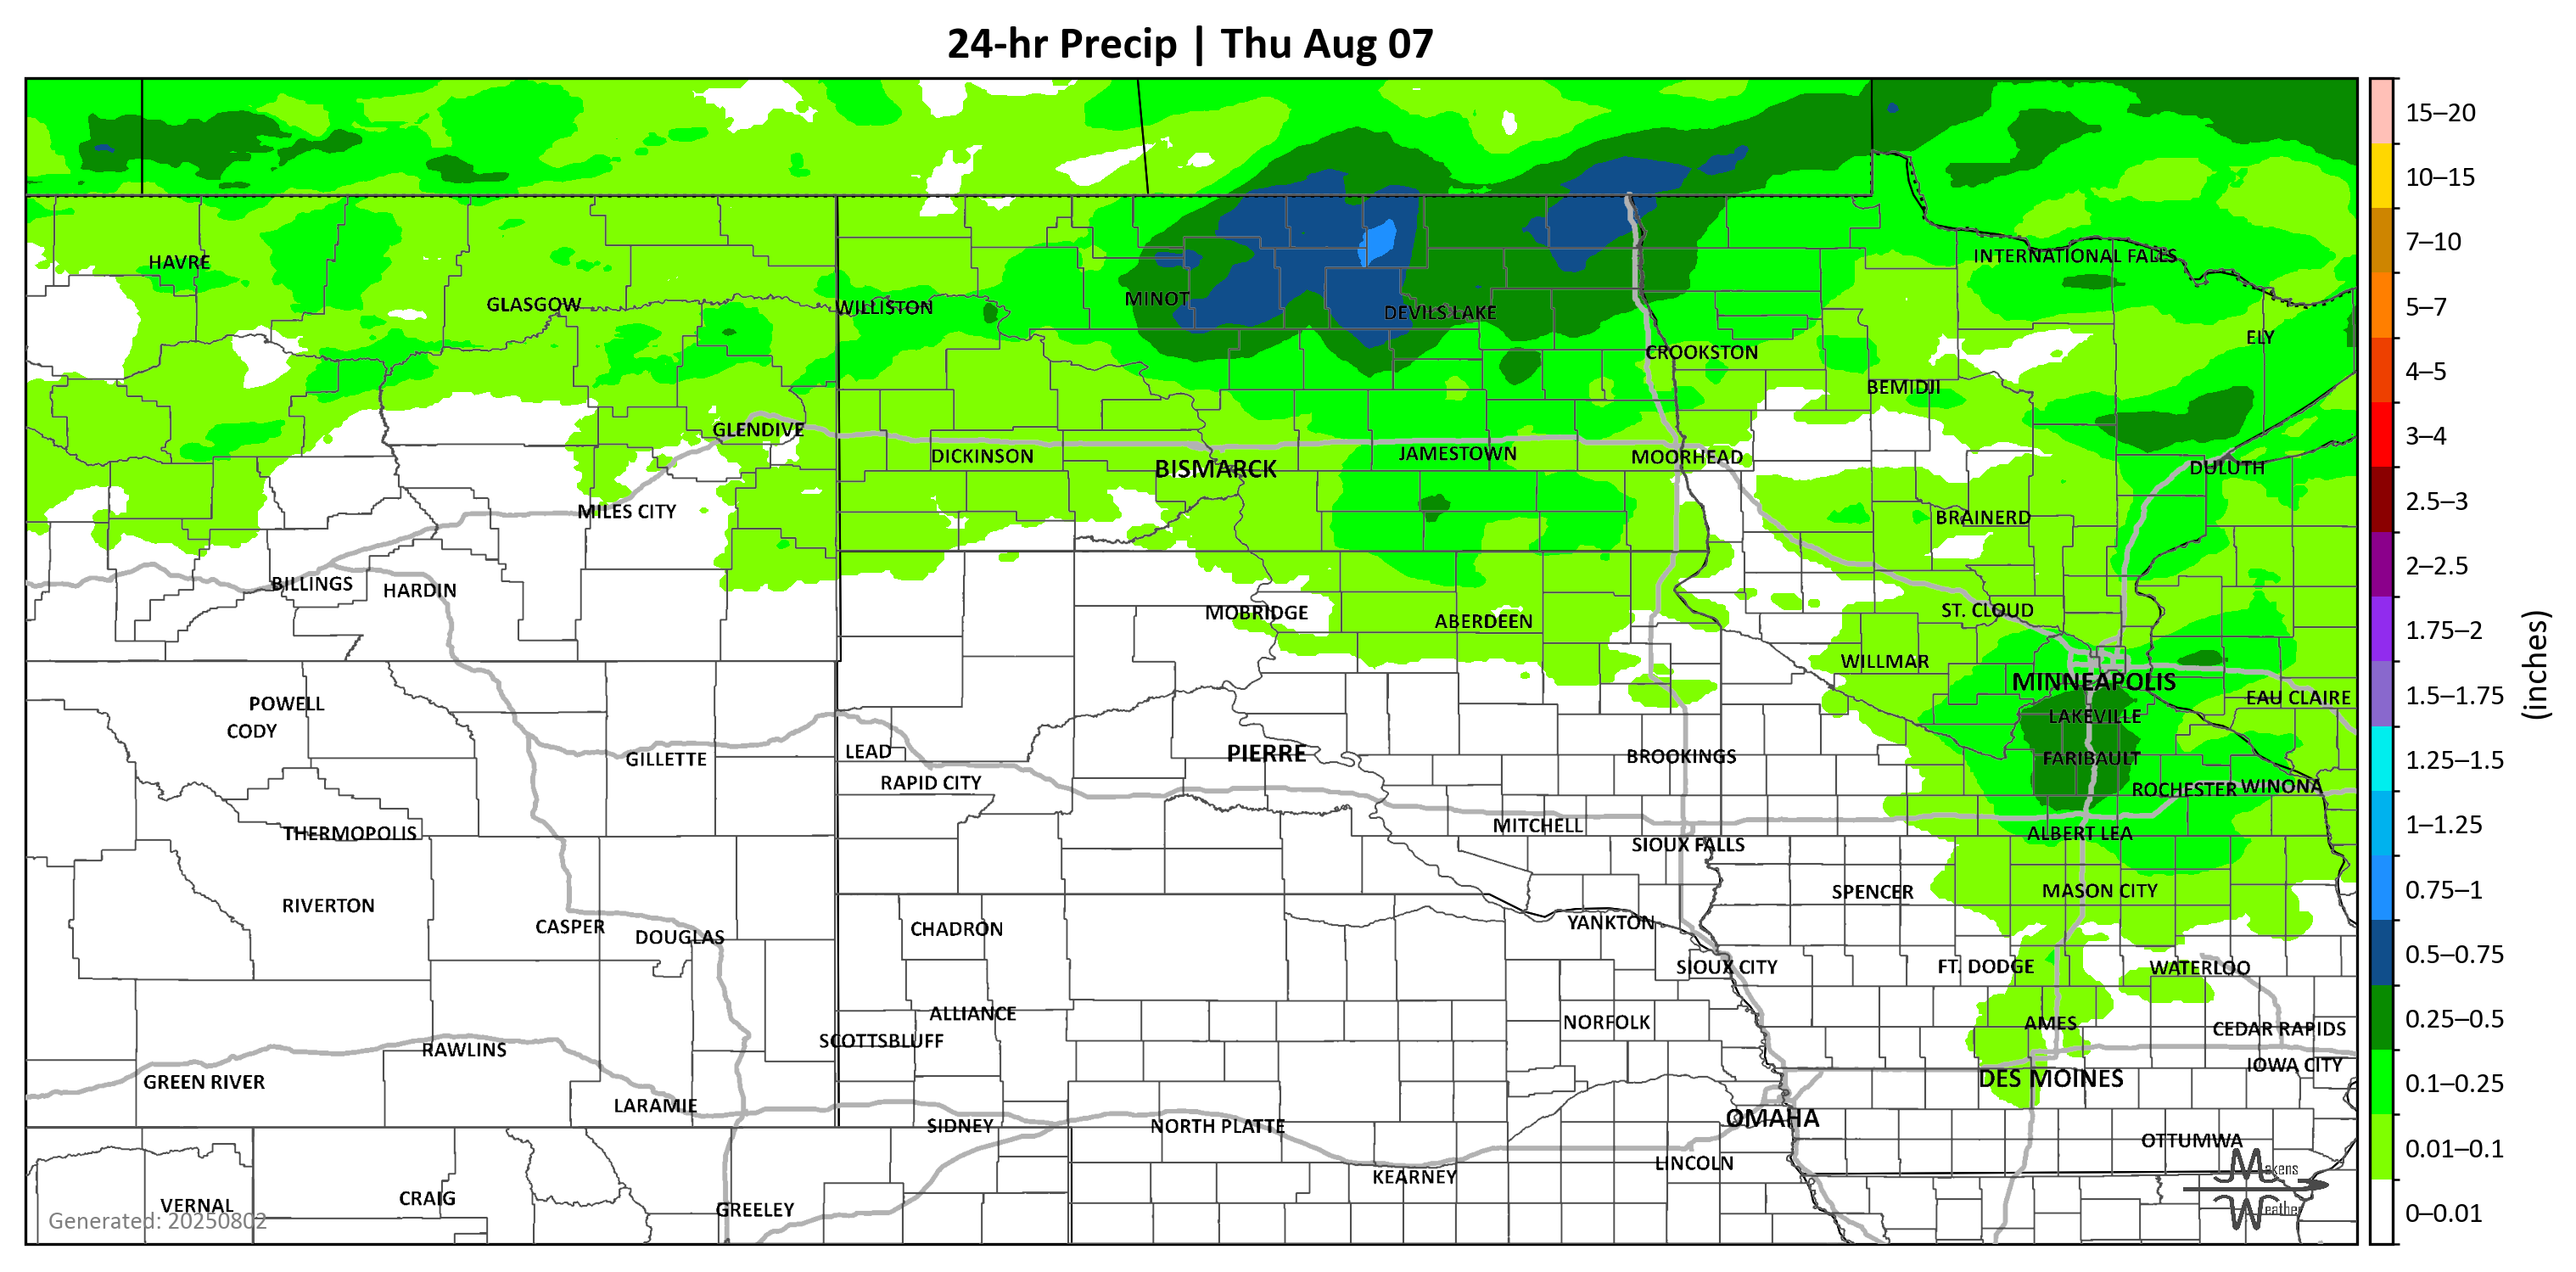 24-hr Precip | Thu Aug 07
15–20
10–15
7–10
5–7
4–5
3–4
2.5–3
2–2.5
1.75–2
1.5–1.75
1.25–1.5
1–1.25
0.75–1
0.5–0.75
0.25–0.5
0.1–0.25
0.01–0.1
0–0.01
(inches)
HAVRE
INTERNATIONAL FALLS
GLASGOW
WILLISTON
MINOT
DEVILS LAKE
ELY
CROOKSTON
BEMIDJI
GLENDIVE
DICKINSON
BISMARCK
JAMESTOWN
MOORHEAD
DULUTH
MILES CITY
BRAINERD
BILLINGS
HARDIN
MOBRIDGE
ABERDEEN
ST. CLOUD
WILLMAR
MINNEAPOLIS
EAU CLAIRE
POWELL
CODY
LAKEVILLE
GILLETTE
LEAD
PIERRE
BROOKINGS
FARIBAULT
RAPID CITY
ROCHESTER
WINONA
THERMOPOLIS
MITCHELL
SIOUX FALLS
ALBERT LEA
RIVERTON
SPENCER
MASON CITY
CASPER
DOUGLAS
CHADRON
YANKTON
SIOUX CITY
FT. DODGE
WATERLOO
ALLIANCE
SCOTTSBLUFF
NORFOLK
AMES
CEDAR RAPIDS
RAWLINS
IOWA CITY
GREEN RIVER
DES MOINES
LARAMIE
SIDNEY
NORTH PLATTE
OMAHA
OTTUMWA
KEARNEY
LINCOLN
VERNAL
CRAIG
GREELEY
Generated: 20250802
Makens
Weather